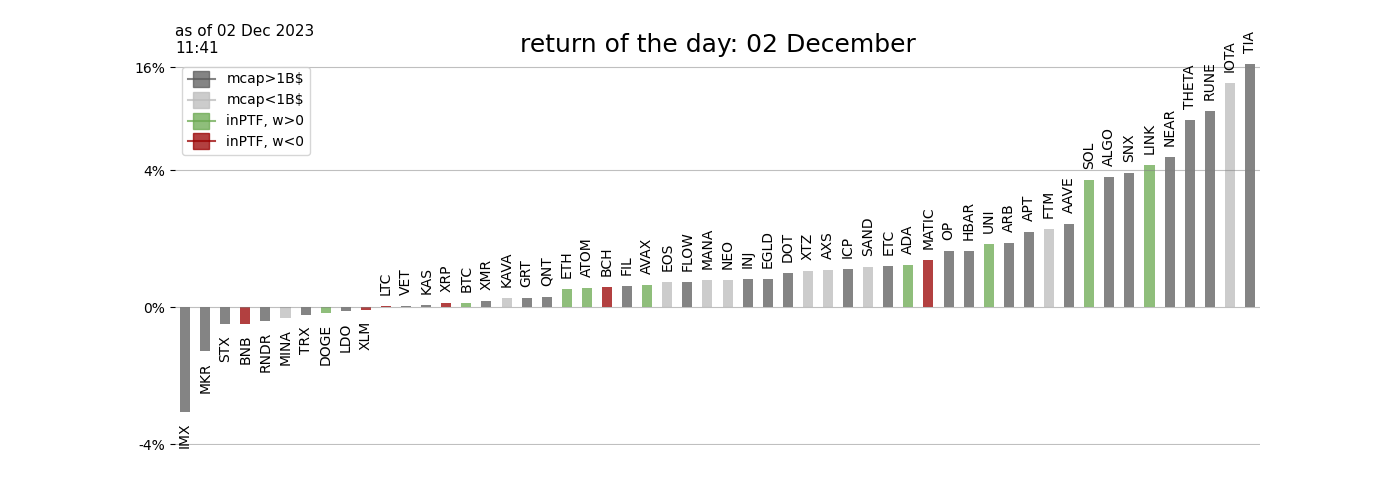 as of 02 Dec 2023
11:41
return of the day: 02 December
16%
4%
0%
-4%
mcap>1B$
mcap<1B$
inPTF, w>0
inPTF, w<0
IMX
MKR
STX
BNB
RNDR
MINA
TRX
DOGE
LDO
XLM
LTC
VET
KAS
XRP
BTC
XMR
KAVA
GRT
QNT
ETH
ATOM
BCH
FIL
AVAX
EOS
FLOW
MANA
NEO
INJ
EGLD
DOT
XTZ
AXS
ICP
SAND
ETC
ADA
MATIC
OP
HBAR
UNI
ARB
APT
FTM
AAVE
SOL
ALGO
SNX
LINK
NEAR
THETA
RUNE
IOTA
TIA